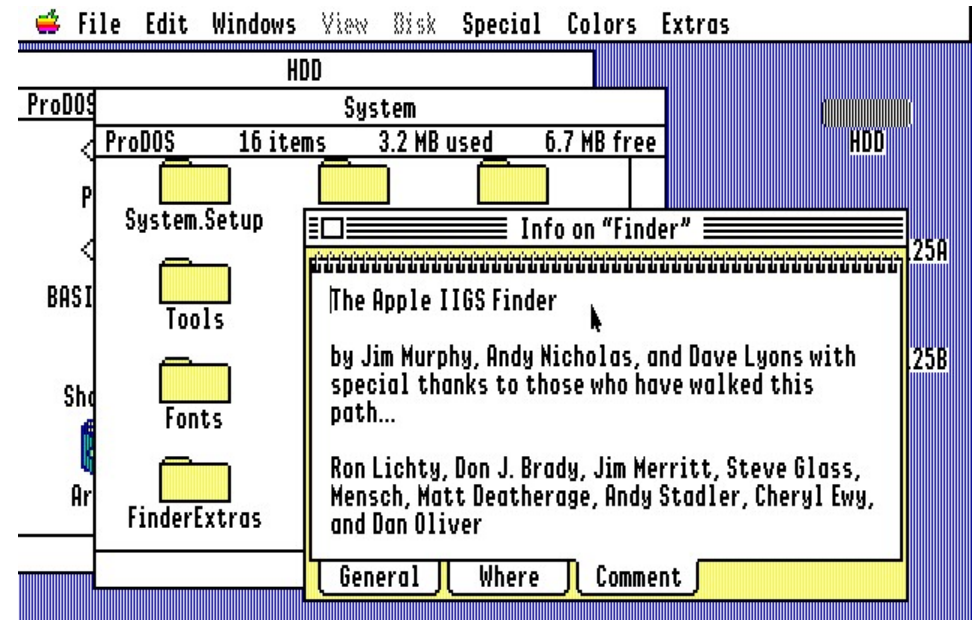 File Edit Windows View Disk Special Colors Extras
HDD
ProDOS
System
ProDOS 16 items 3.2 MB used 6.7 MB free
HDD
System.Setup
Info on “Finder”
.25A
BASI
Tools
The Apple IIGS Finder
by Jim Murphy, Andy Nicholas, and Dave Lyons with
special thanks to those who have walked this
path...
.25B
Sho
Fonts
Ron Lichty, Don J. Brady, Jim Merritt, Steve Glass,
Mensch, Matt Deatherage, Andy Stadler, Cheryl Ewy,
and Dan Oliver
Ar
FinderExtras
General Where Comment